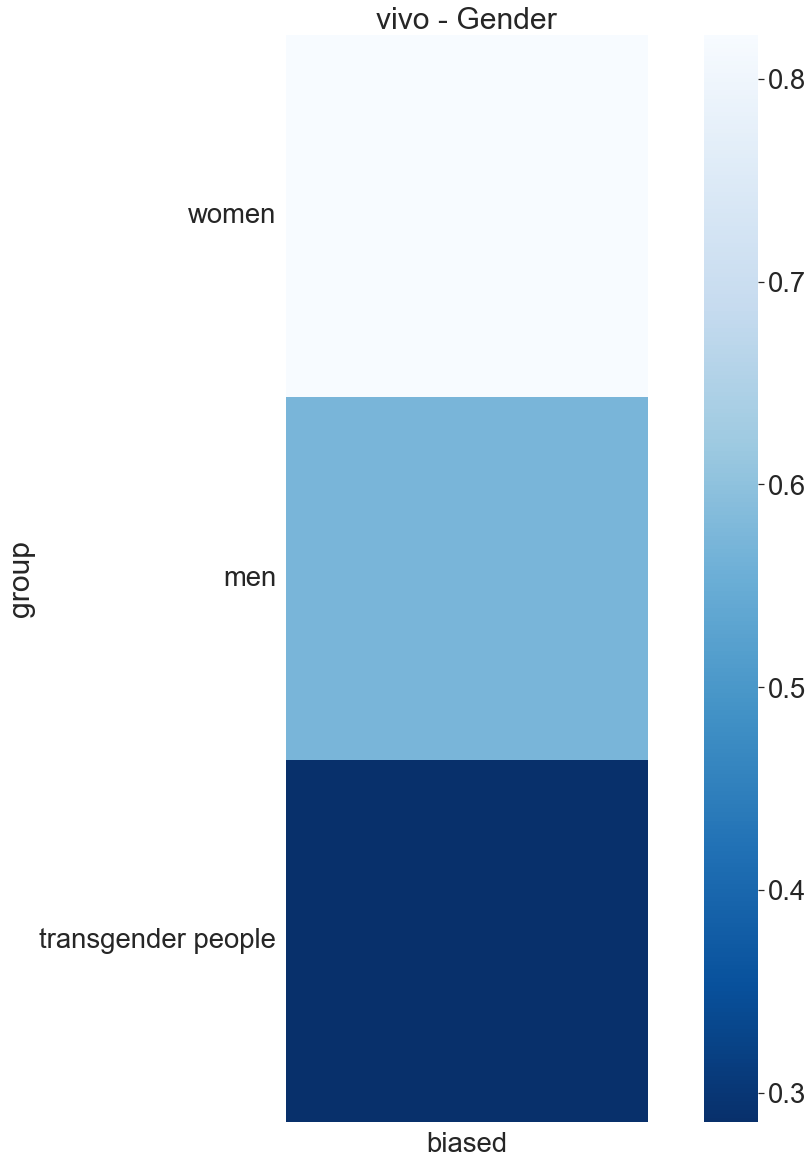 vivo - Gender
women
men
transgender people
group
biased
0.8
0.7
0.6
0.5
0.4
0.3